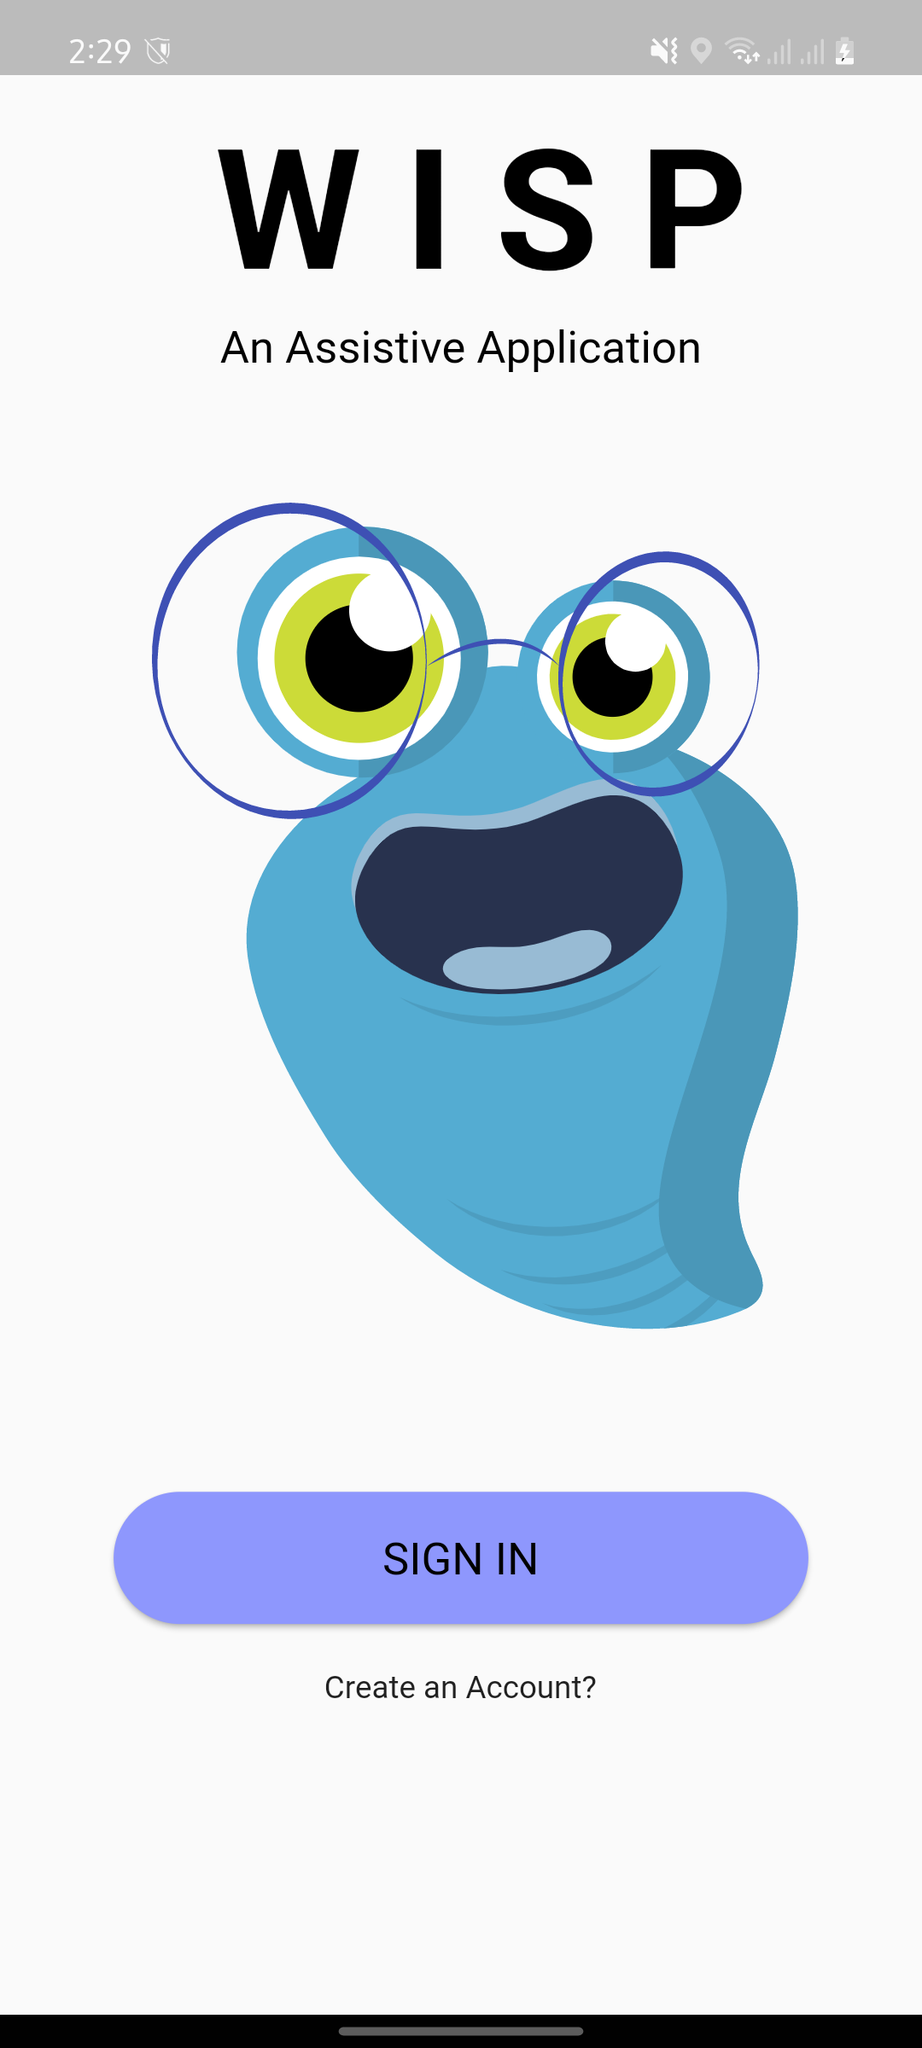 2:29
W I S P
An Assistive Application
SIGN IN
Create an Account?